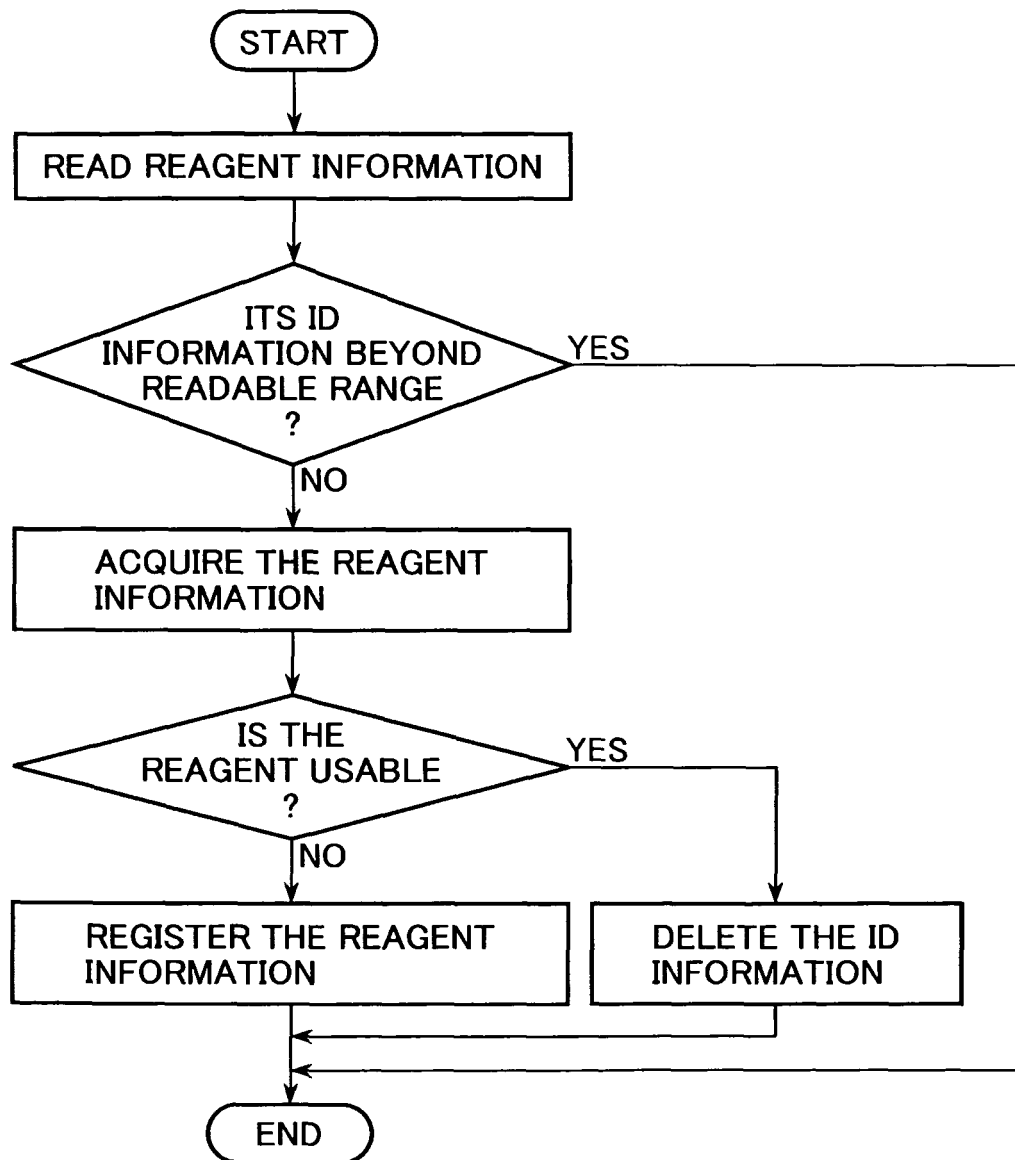 START
READ REAGENT INFORMATION
ITS ID
INFORMATION BEYOND
READABLE RANGE
?
YES
NO
ACQUIRE THE REAGENT
INFORMATION
IS THE
REAGENT USABLE
?
YES
NO
REGISTER THE REAGENT
INFORMATION
DELETE THE ID
INFORMATION
END